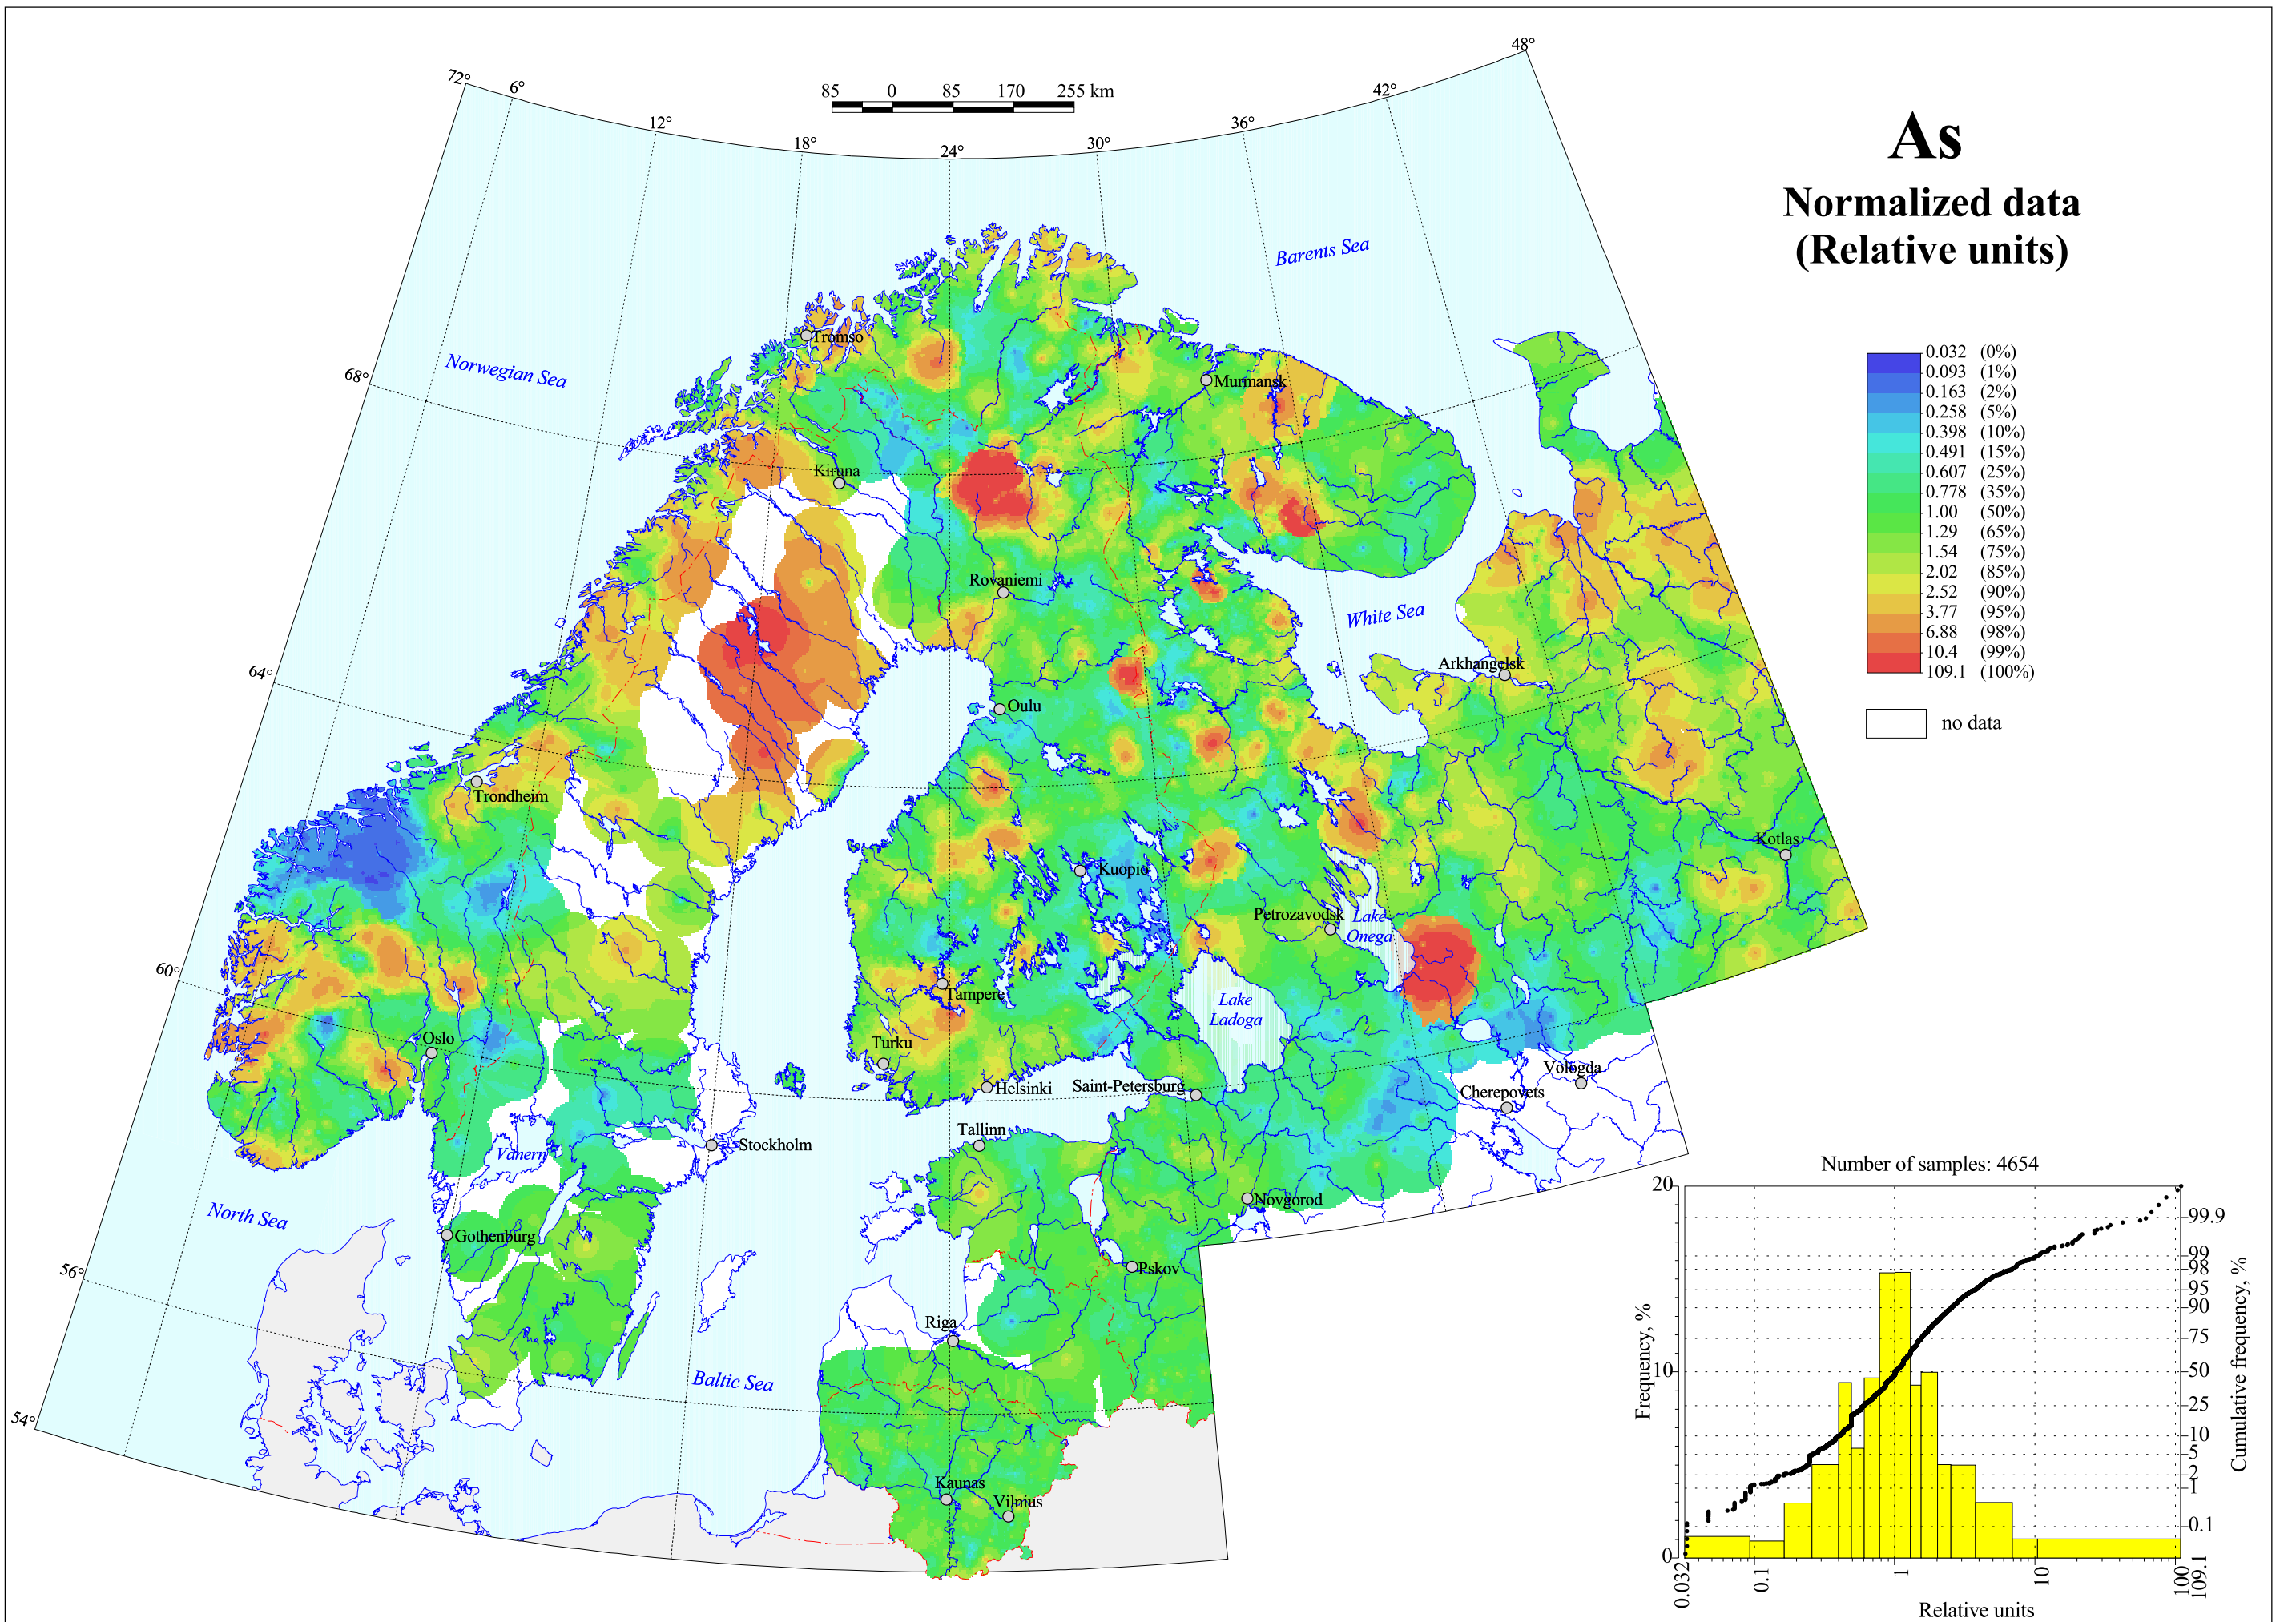 48°
72°
6°
42°
85 0 85 170 255 km
12°
36°
18°
30°
24°
As
Normalized data
(Relative units)
Barents Sea
Tromso
Norwegian Sea
68°
Murmansk
0.032 (0%)
0.093 (1%)
0.163 (2%)
0.258 (5%)
0.398 (10%)
0.491 (15%)
0.607 (25%)
0.778 (35%)
1.00 (50%)
1.29 (65%)
1.54 (75%)
2.02 (85%)
2.52 (90%)
3.77 (95%)
6.88 (98%)
10.4 (99%)
109.1 (100%)
no data
Kiruna
Rovaniemi
White Sea
Arkhangelsk
64°
Oulu
Trondheim
Kotlas
Kuopio
Petrozavodsk
Lake
Onega
60°
Tampere
Lake
Ladoga
Oslo
Turku
Vologda
Helsinki
Saint-Petersburg
Cherepovets
Tallinn
Stockholm
Vanern
Novgorod
North Sea
Gothenburg
Pskov
56°
Riga
Baltic Sea
54°
Kaunas
Vilnius
Number of samples: 4654
20
10
0
Frequency, %
99.9
99
98
95
90
75
50
25
10
5
2
1
0.1
Cumulative frequency, %
0.032
0.1
1
10
100
109.1
Relative units